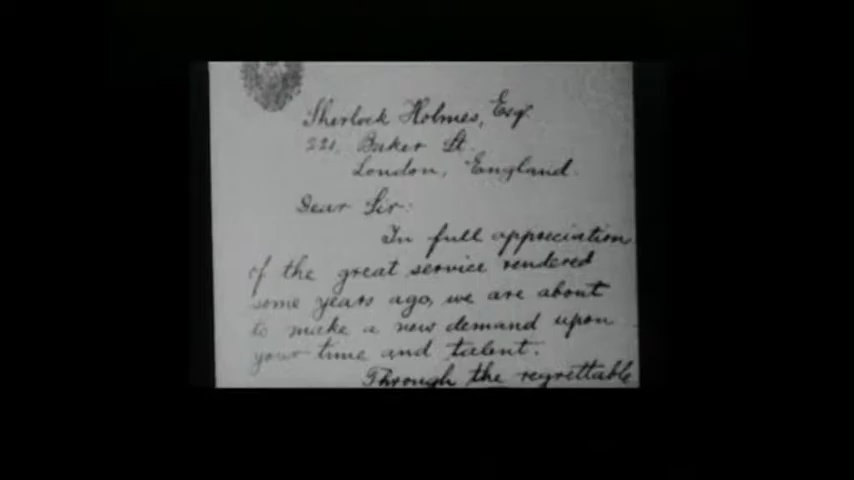 Sherlock Holmes, Esq.
221, Baker St.
London, England.
Dear Sir:
In full appreciation
of the great service rendered
some years ago, we are about
to make a new demand upon
your time and talent.
Through the regrettable